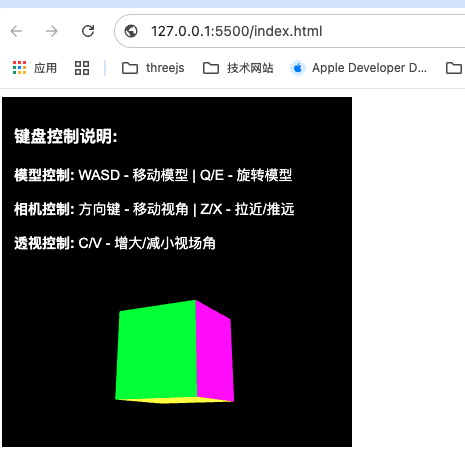 127.0.0.1:5500/index.html
应用 threejs 技术网站 Apple Developer D...
键盘控制说明:
模型控制: WASD - 移动模型 | Q/E - 旋转模型
相机控制: 方向键 - 移动视角 | Z/X - 拉近/推远
透视控制: C/V - 增大/减小视场角